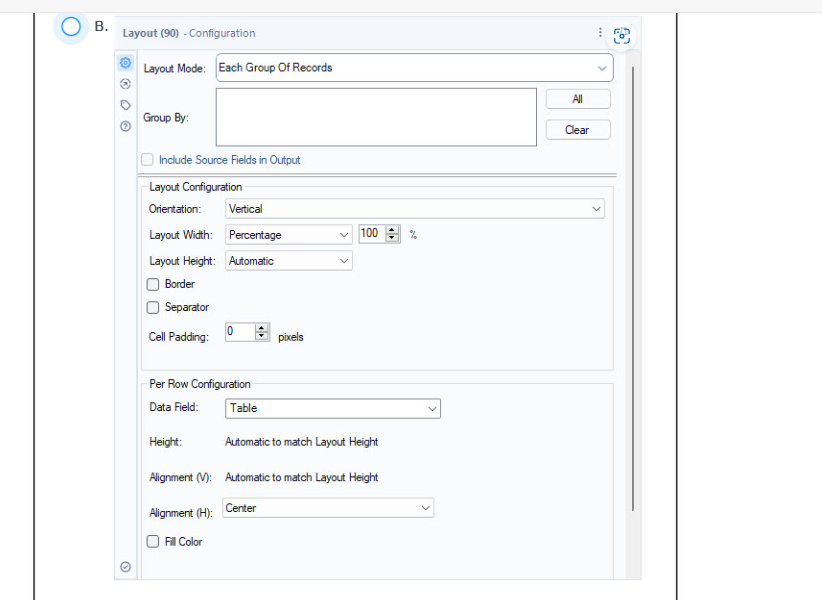 B.
Layout (90) - Configuration
Layout Mode: Each Group Of Records
All
Group By:
Clear
Include Source Fields in Output
Layout Configuration
Orientation: Vertical
Layout Width: Percentage 100 %
Layout Height: Automatic
Border
Separator
Cell Padding: 0 pixels
Per Row Configuration
Data Field: Table
Height: Automatic to match Layout Height
Alignment (V): Automatic to match Layout Height
Alignment (H): Center
Fill Color